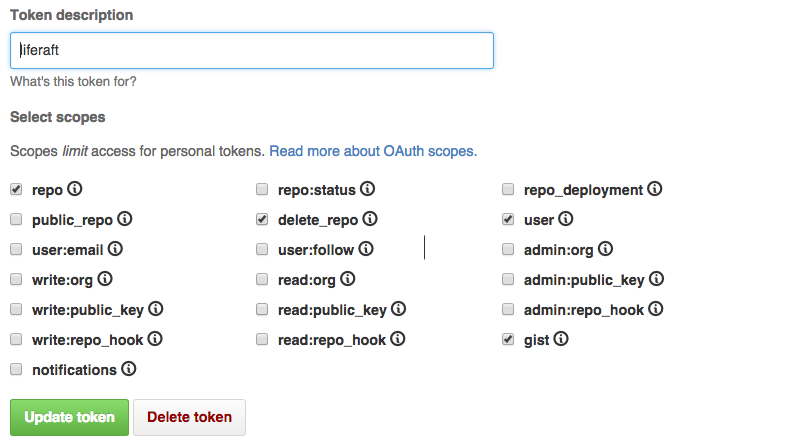 Token description
liferaft
What's this token for?
Select scopes
Scopes limit access for personal tokens. Read more about OAuth scopes.
repo repo:status repo_deployment
public_repo delete_repo user
user:email user:follow admin:org
write:org read:org admin:public_key
write:public_key read:public_key admin:repo_hook
write:repo_hook read:repo_hook gist
notifications
Update token Delete token